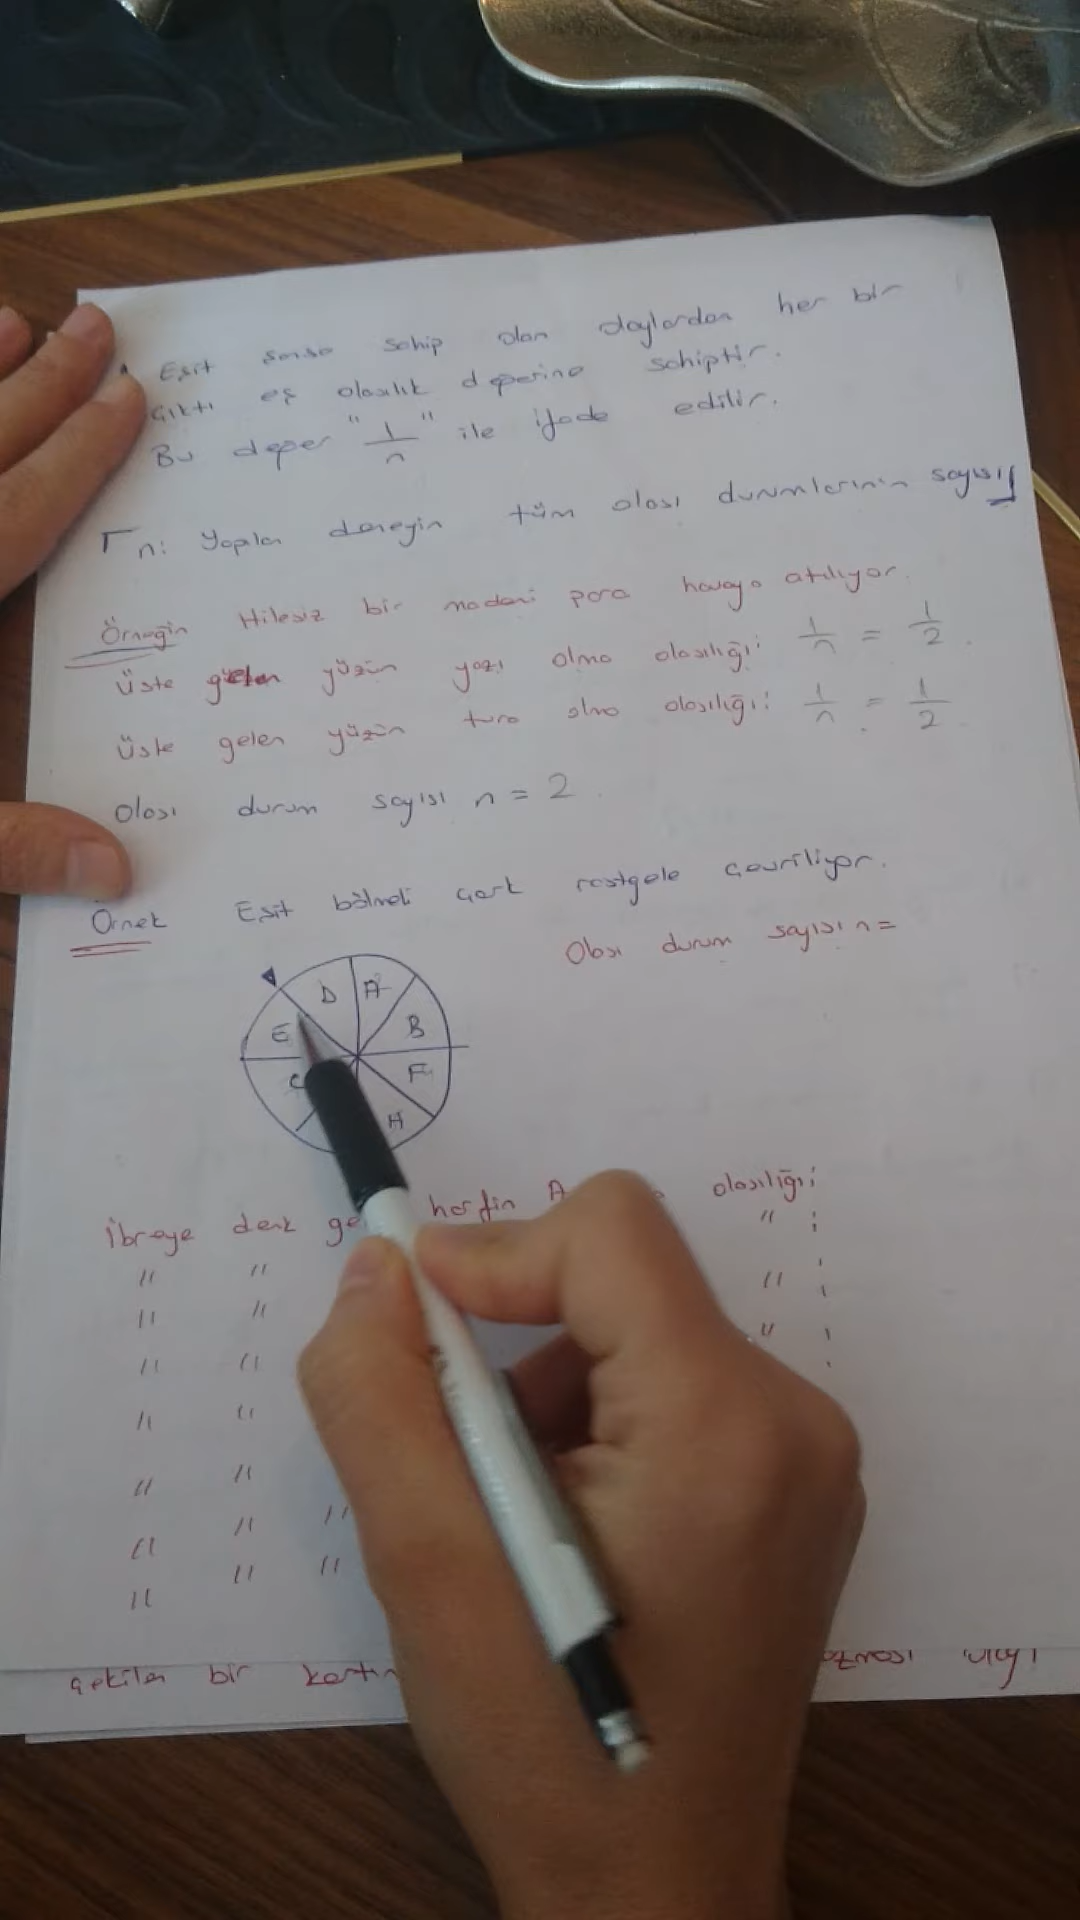 Eşit şansa sahip olan olaylardan her bir
çıktı eş olasılık değerine sahiptir.
Bu değer "1/n" ile ifade edilir.
n: Yapılan deneyin tüm olası durumlarının sayısı
Örneğin Hilesiz bir madeni para havaya atılıyor.
Üste gelen yüzün yazı olma olasılığı: 1/n = 1/2
Üste gelen yüzün tura olma olasılığı: 1/n = 1/2
Olası durum sayısı n = 2
Örnek Eşit bölmeli çark rastgele çevriliyor.
Olası durum sayısı n =
D A
E B
C F
H
İbreye denk harfin A olasılığı:
" " " :
" " " :
" " " :
" "
" "
" " "
" " "
çekilen bir kartın